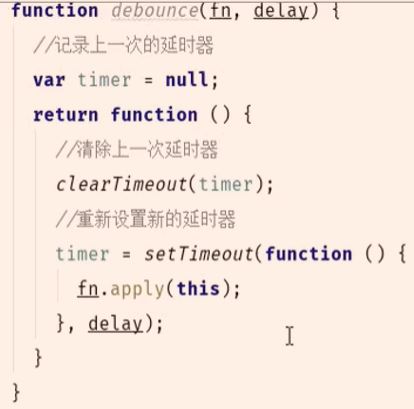 function debounce(fn, delay) {
//记录上一次的延时器
var timer = null;
return function () {
//清除上一次延时器
clearTimeout(timer);
//重新设置新的延时器
timer = setTimeout(function () {
fn.apply(this);
}, delay);
}
}